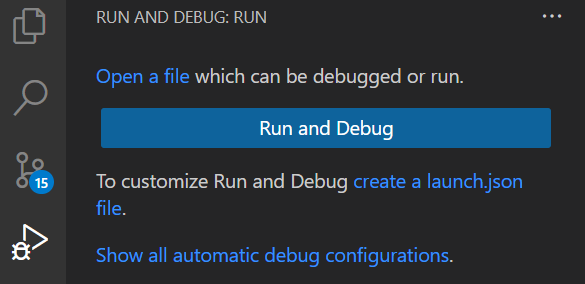 RUN AND DEBUG: RUN
Open a file which can be debugged or run.
Run and Debug
15
To customize Run and Debug create a launch.json
file.
Show all automatic debug configurations.